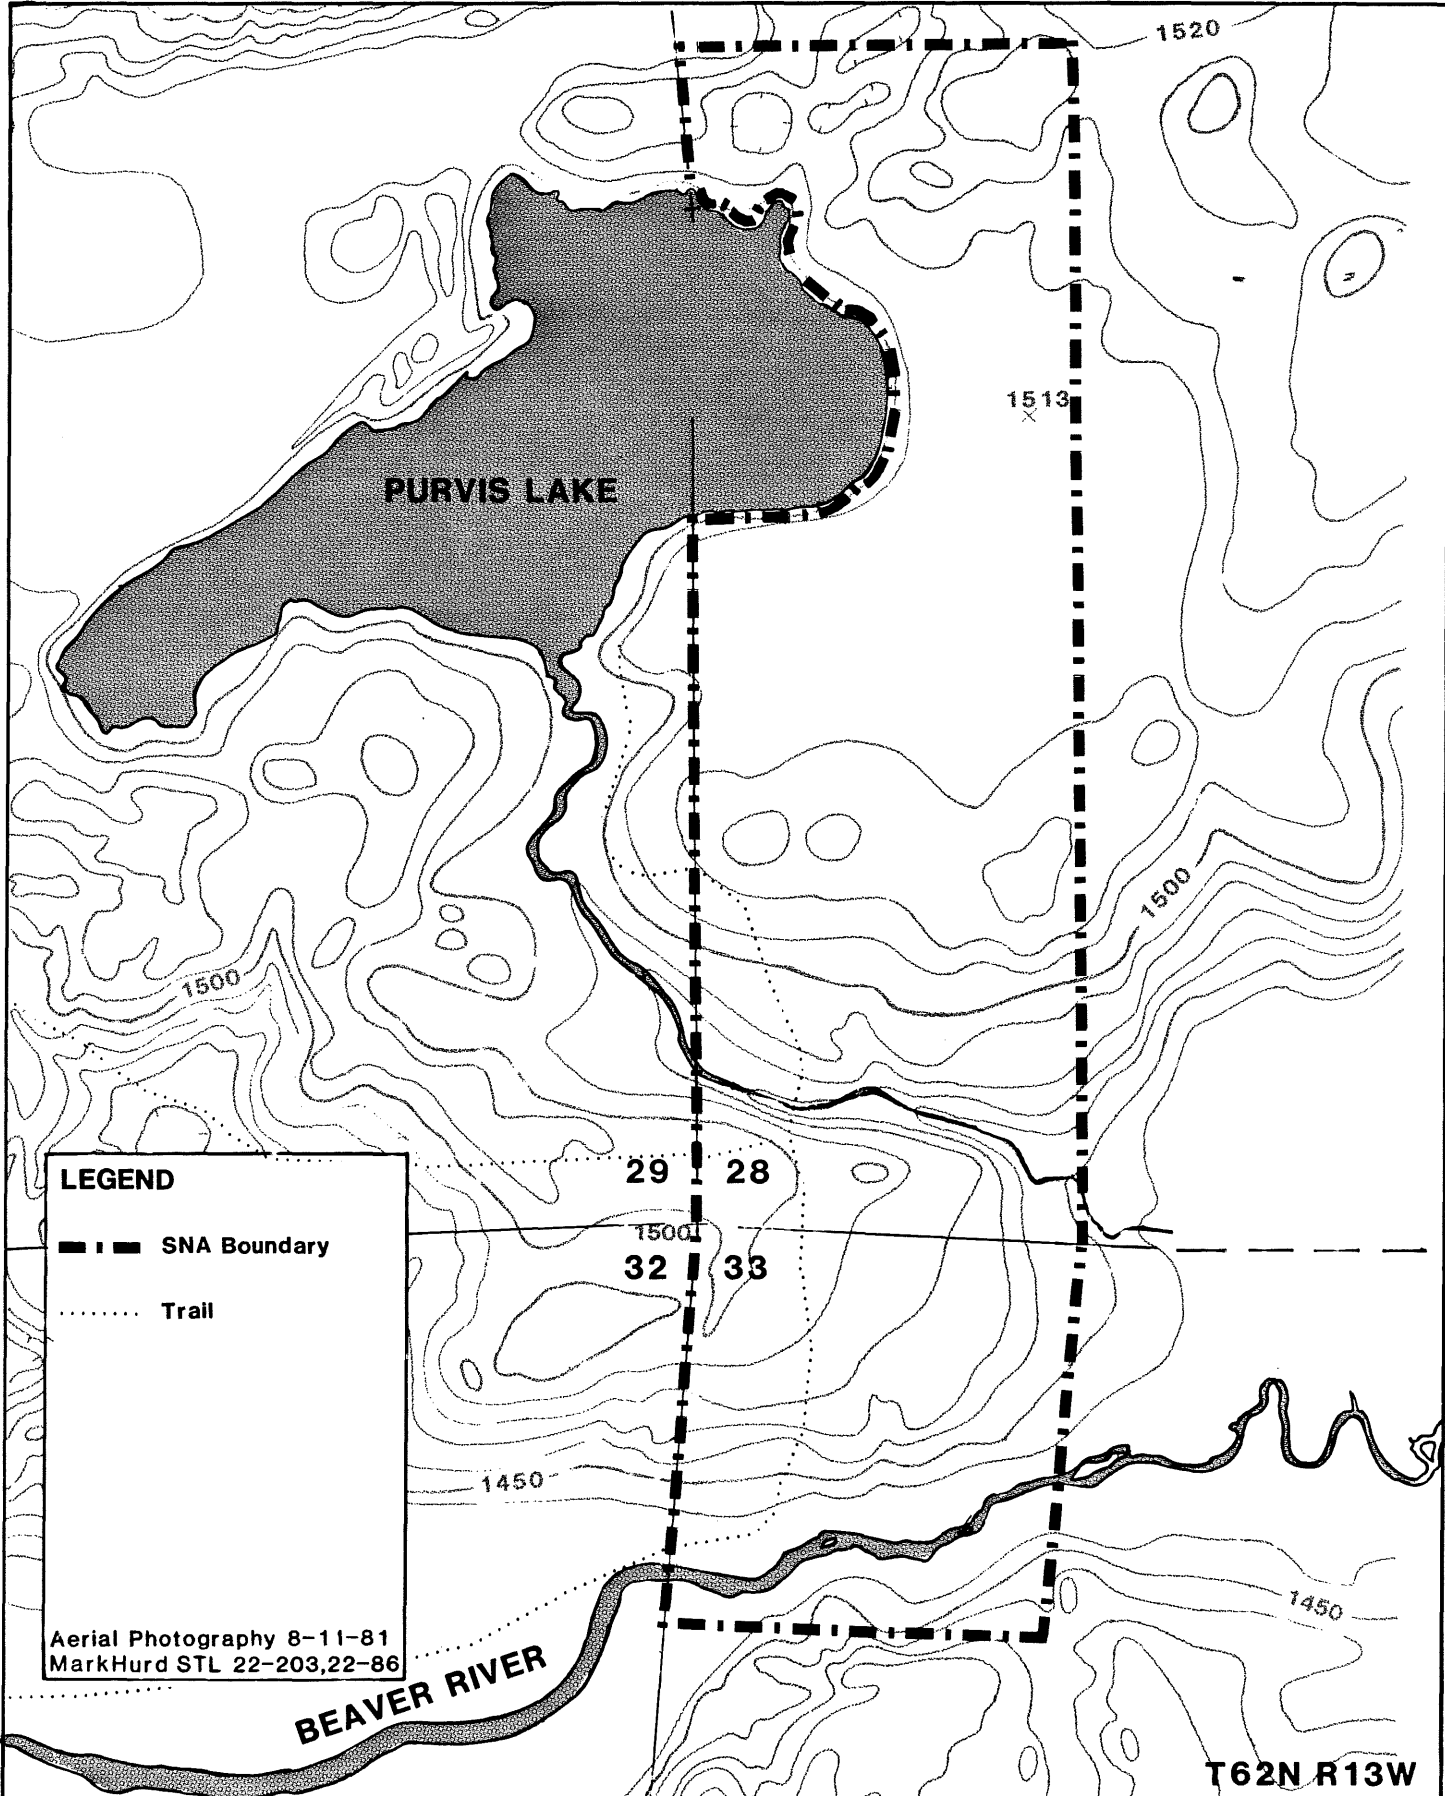 1520
1513
PURVIS LAKE
1500
1500
29 28
1500
32 33
LEGEND
SNA Boundary
Trail
1450
1450
Aerial Photography 8-11-81
MarkHurd STL 22-203,22-86
BEAVER RIVER
T62N R13W